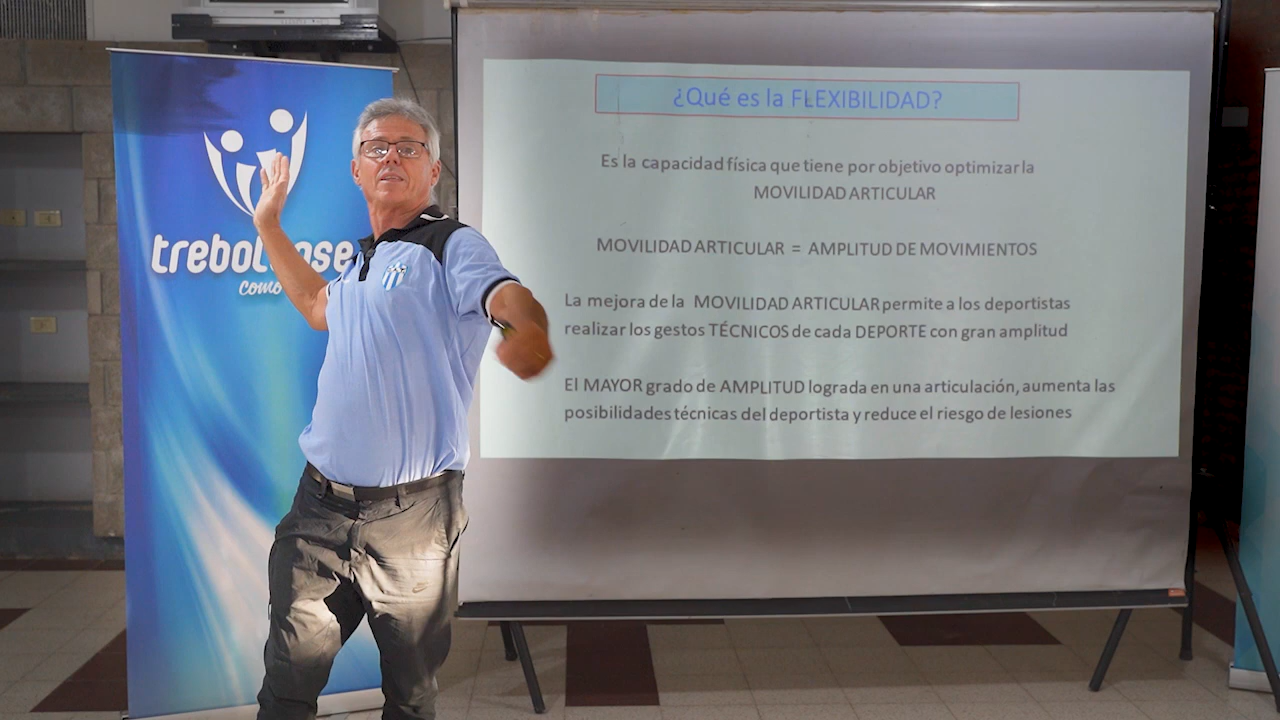 ¿Qué es la FLEXIBILIDAD?
Es la capacidad física que tiene por objetivo optimizar la
MOVILIDAD ARTICULAR
MOVILIDAD ARTICULAR = AMPLITUD DE MOVIMIENTOS
La mejora de la MOVILIDAD ARTICULAR permite a los deportistas
realizar los gestos TÉCNICOS de cada DEPORTE con gran amplitud
El MAYOR grado de AMPLITUD lograda en una articulación, aumenta las
posibilidades técnicas del deportista y reduce el riesgo de lesiones
como